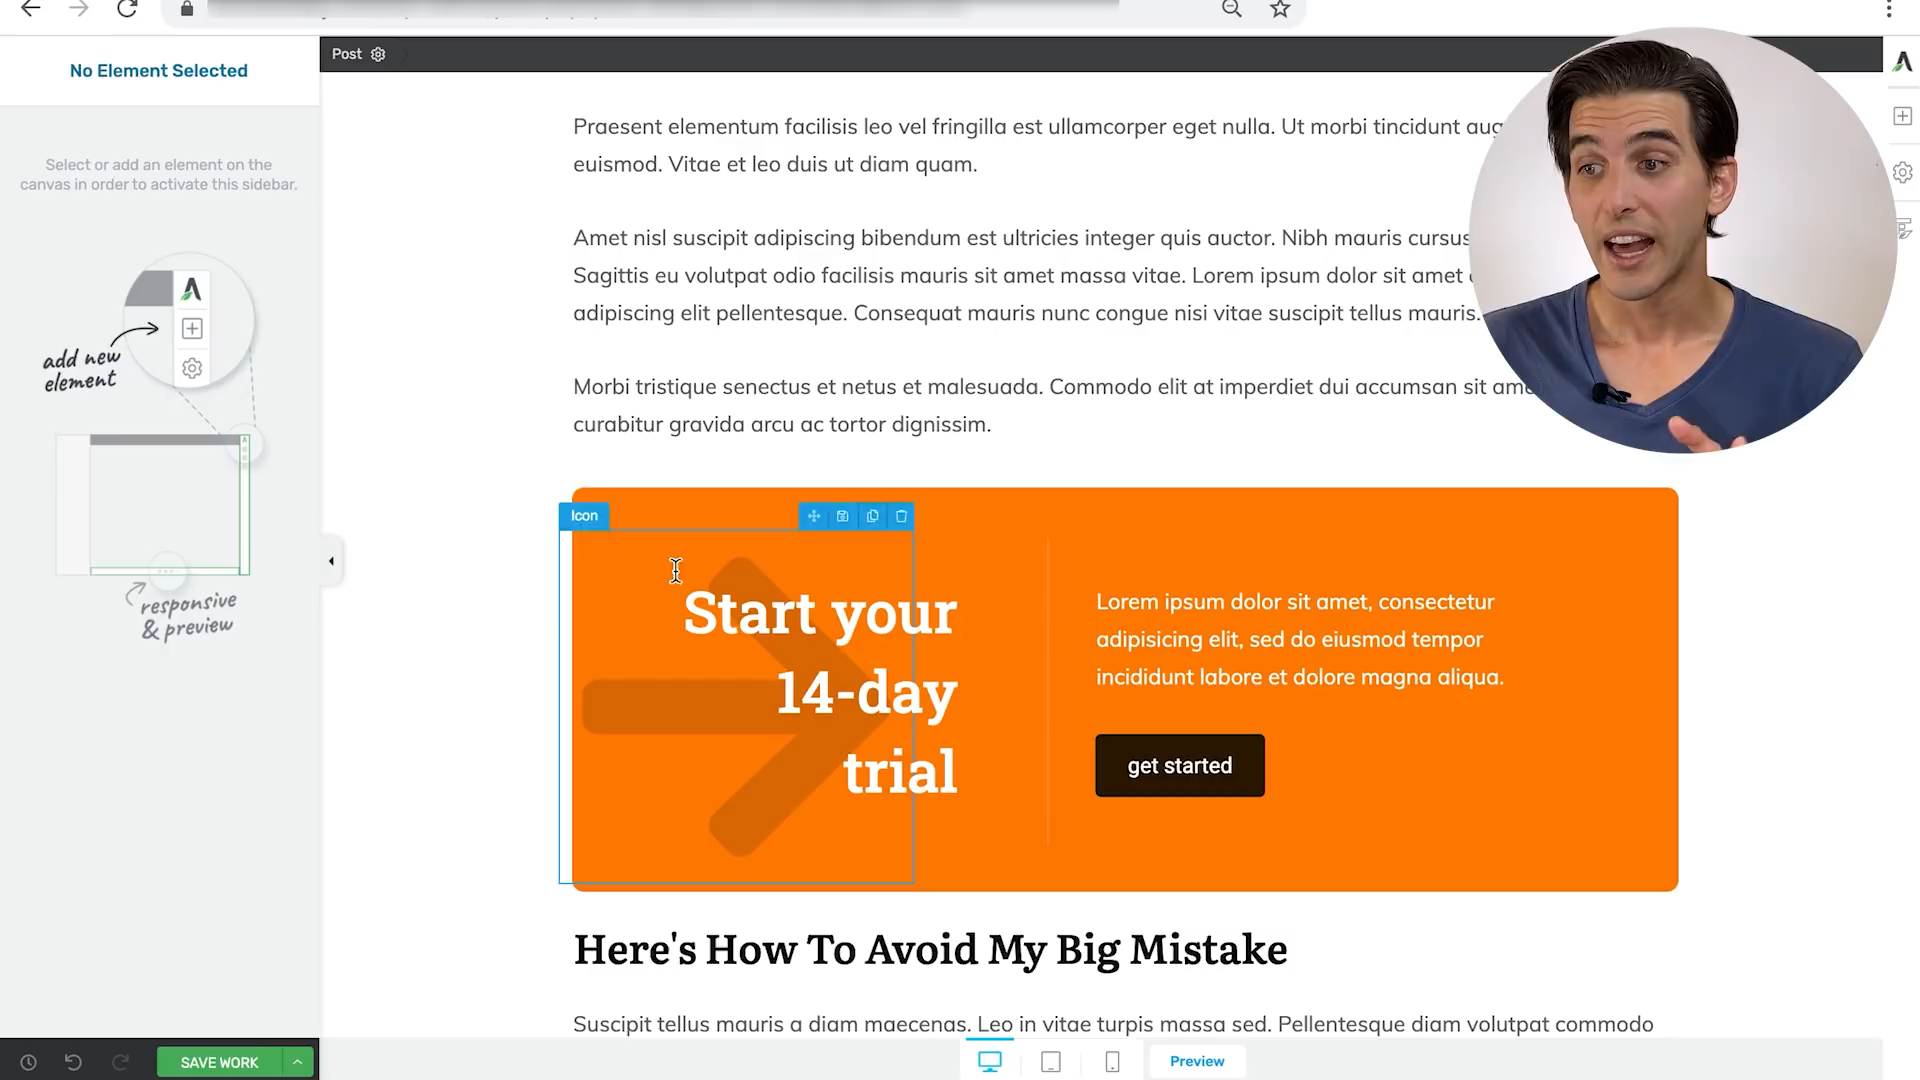 No Element Selected
Post
Select or add an element on the
canvas in order to activate this sidebar.
add new
element
responsive
& preview
Praesent elementum facilisis leo vel fringilla est ullamcorper eget nulla. Ut morbi tincidunt
euismod. Vitae et leo duis ut diam quam.
Amet nisl suscipit adipiscing bibendum est ultricies integer quis auctor. Nibh mauris cursus
Sagittis eu volutpat odio facilisis mauris sit amet massa vitae. Lorem ipsum dolor sit amet
adipiscing elit pellentesque. Consequat mauris nunc congue nisi vitae suscipit tellus mauris.
Morbi tristique senectus et netus et malesuada. Commodo elit at imperdiet dui accumsan sit
curabitur gravida arcu ac tortor dignissim.
Icon
Start your
14-day
trial
Lorem ipsum dolor sit amet, consectetur
adipisicing elit, sed do eiusmod tempor
incididunt labore et dolore magna aliqua.
get started
Here's How To Avoid My Big Mistake
Suscipit tellus mauris a diam maecenas. Leo in vitae turpis massa sed. Pellentesque diam volutpat commodo
SAVE WORK
Preview